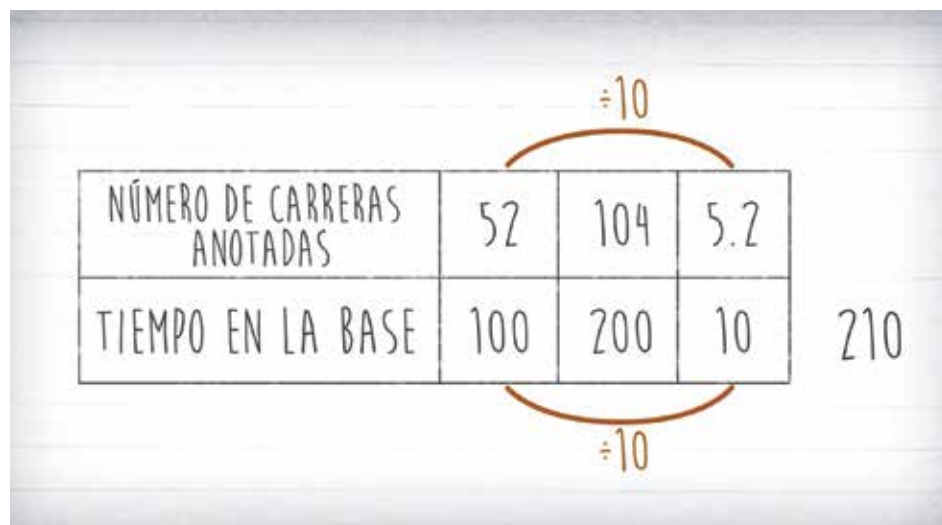 ÷10
NÚMERO DE CARRERAS
ANOTADAS
52 104 5.2
TIEMPO EN LA BASE 100 200 10 210
÷10